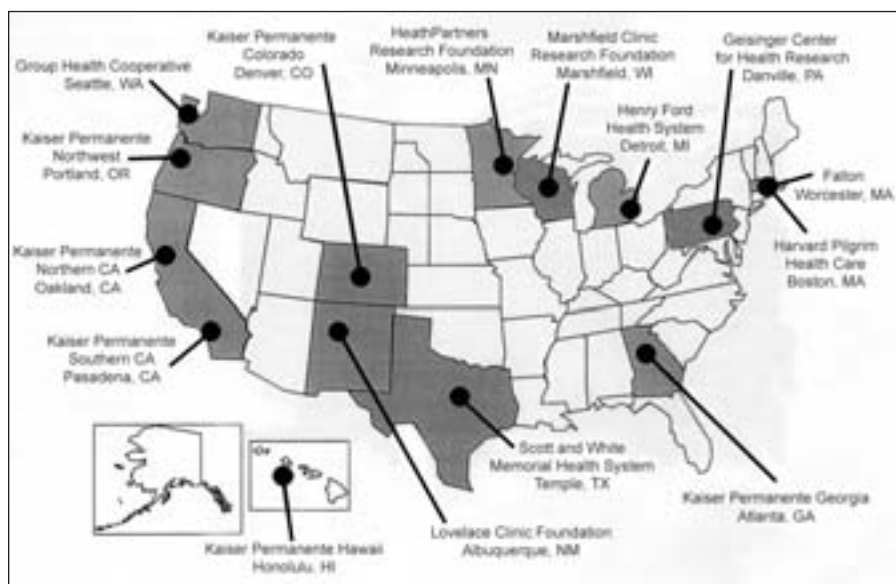 Kaiser Permanente
Colorado
Denver, CO
HeathPartners
Research Foundation
Minneapolis, MN
Marshfield Clinic
Research Foundation
Marshfield, WI
Geisinger Center
for Health Research
Danville, PA
Group Health Cooperative
Seattle, WA
Henry Ford
Health System
Detroit, MI
Kaiser Permanente
Northwest
Portland, OR
Fallon
Worcester, MA
Kaiser Permanente
Northern CA
Oakland, CA
Harvard Pilgrim
Health Care
Boston, MA
Kaiser Permanente
Southern CA
Pasadena, CA
Scott and White
Memorial Health System
Temple, TX
Kaiser Permanente Georgia
Atlanta, GA
Lovelace Clinic Foundation
Albuquerque, NM
Kaiser Permanente Hawaii
Honolulu, HI